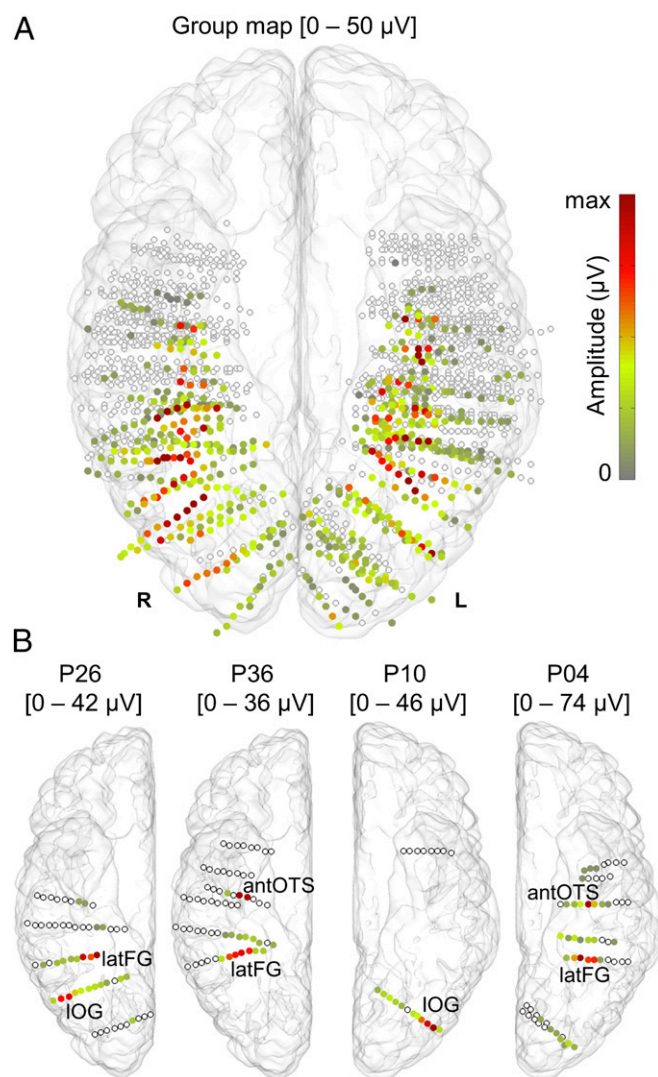 A
Group map [0 – 50 µV]
max
Amplitude (µV)
0
R
L
B
P26
[0 – 42 µV]
P36
[0 – 36 µV]
P10
[0 – 46 µV]
P04
[0 – 74 µV]
antOTS
antOTS
latFG
latFG
latFG
IOG
IOG